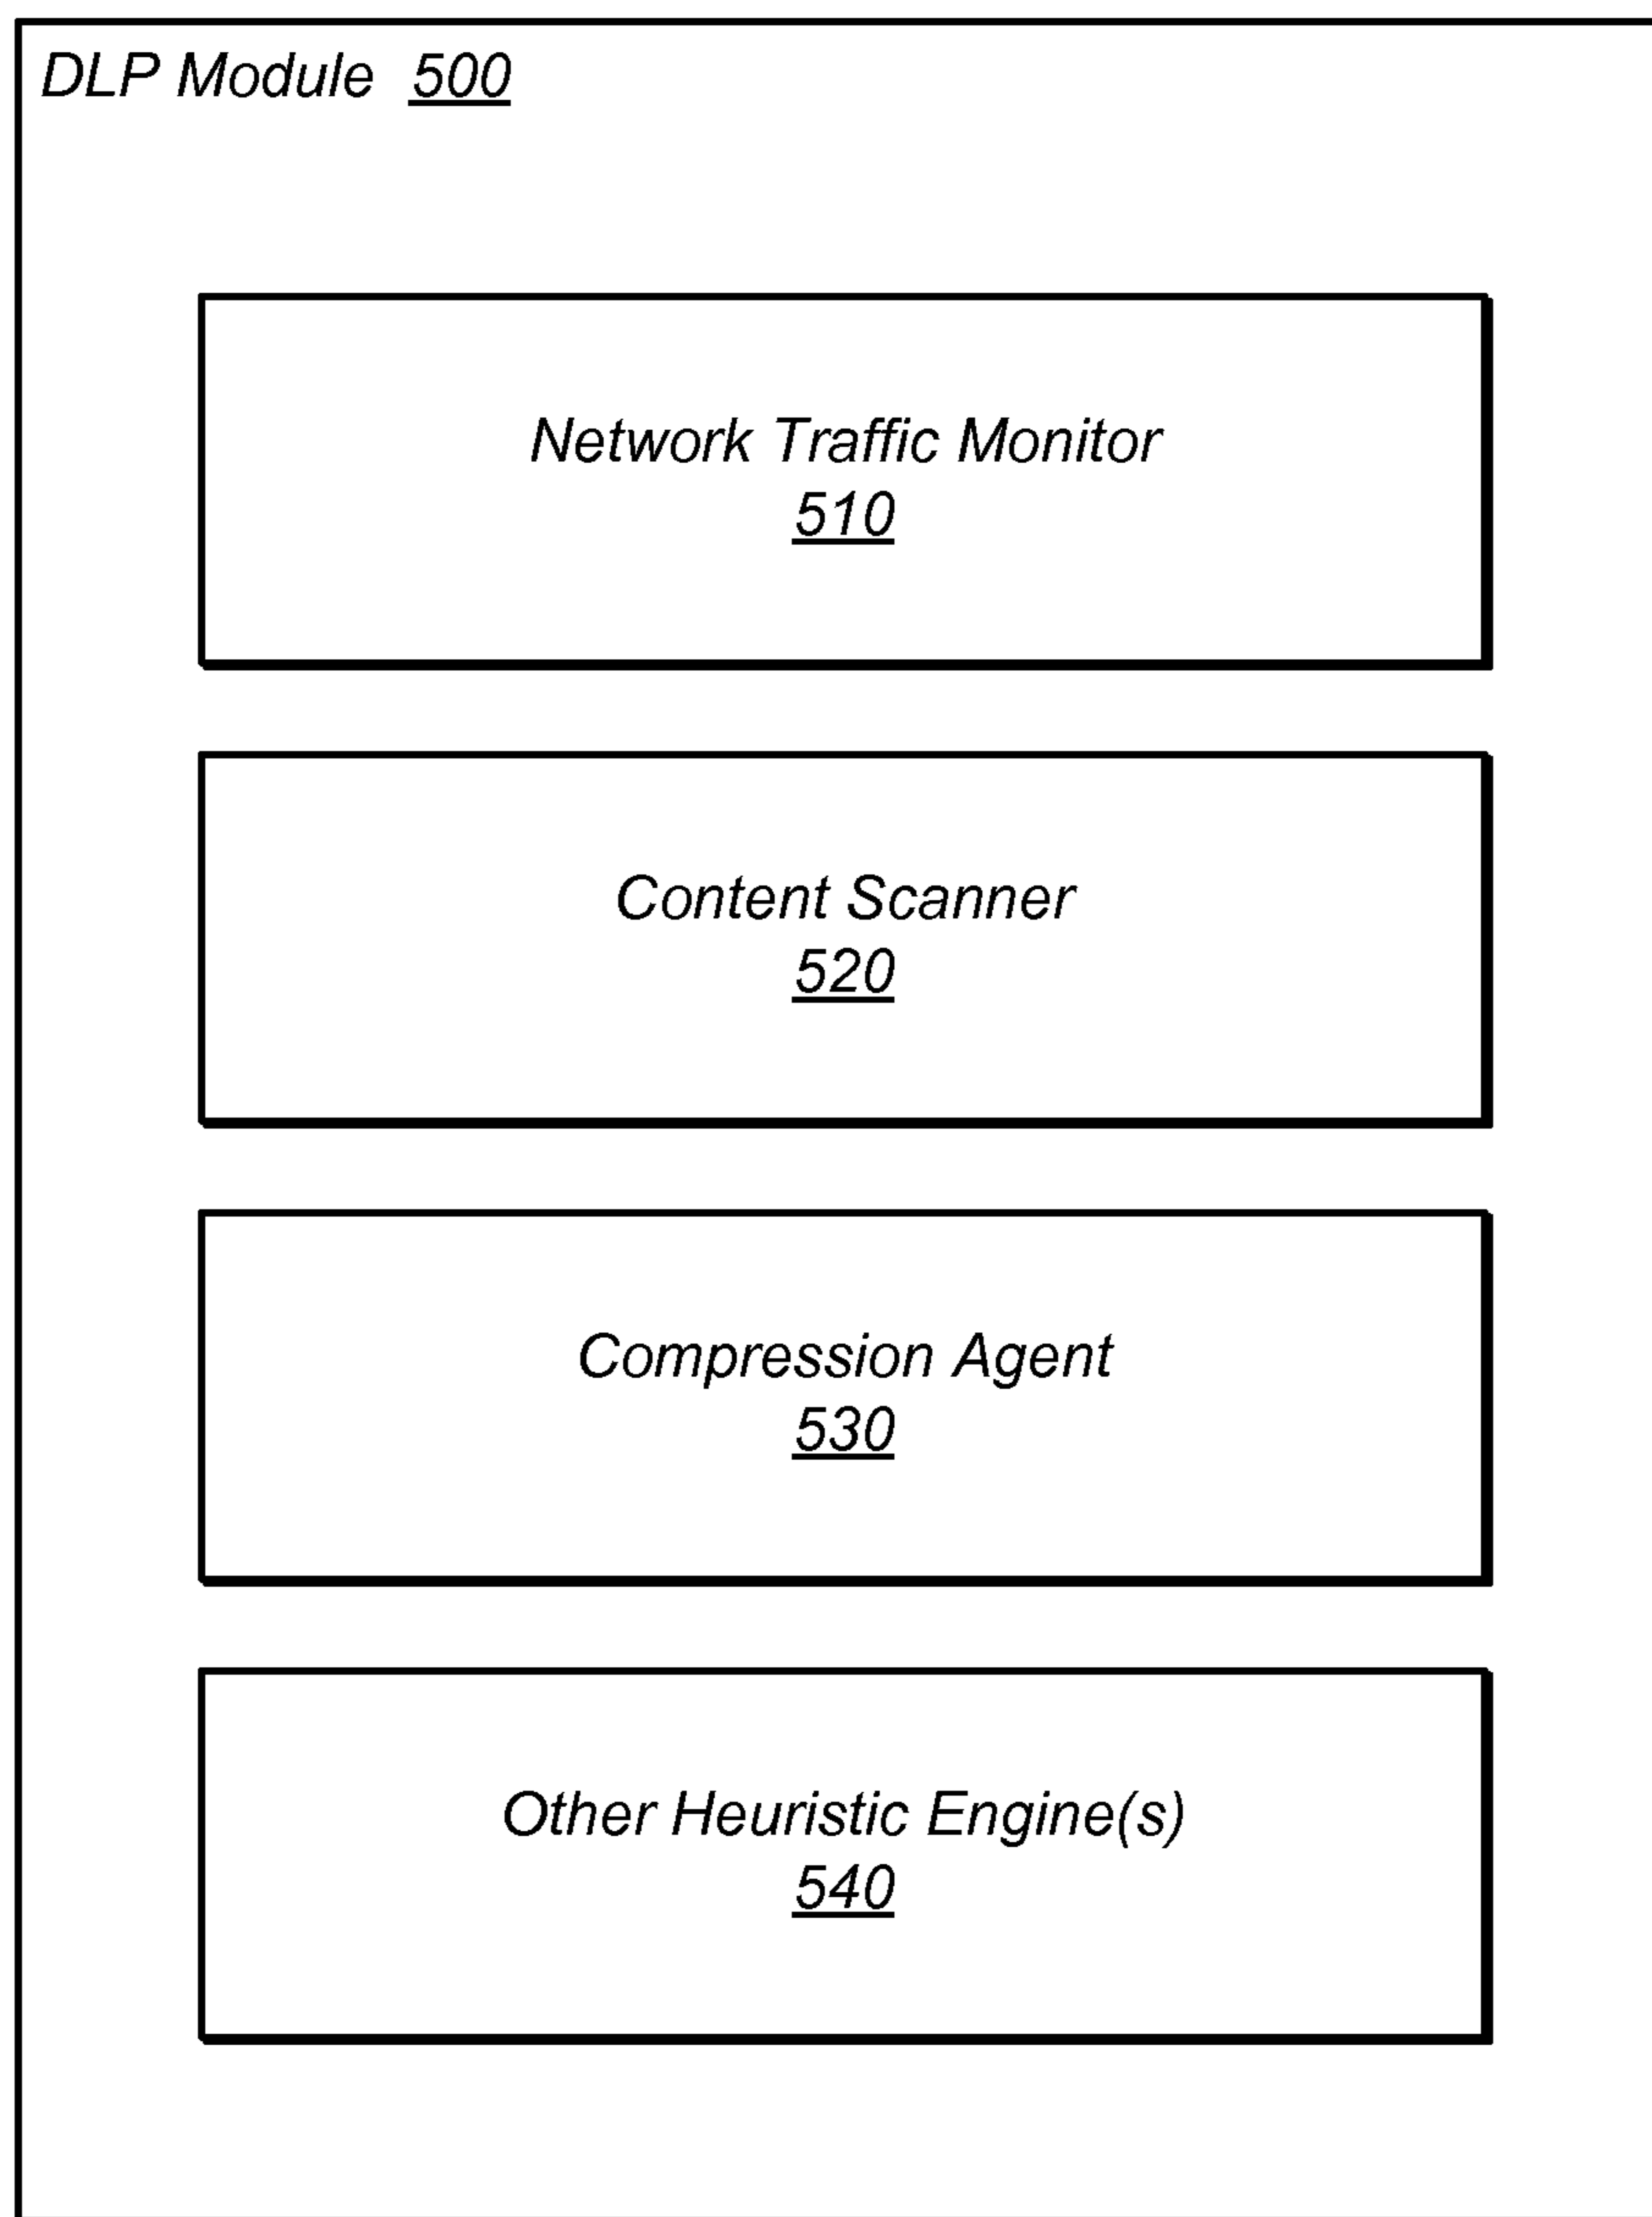 DLP Module 500
Network Traffic Monitor
510
Content Scanner
520
Compression Agent
530
Other Heuristic Engine(s)
540